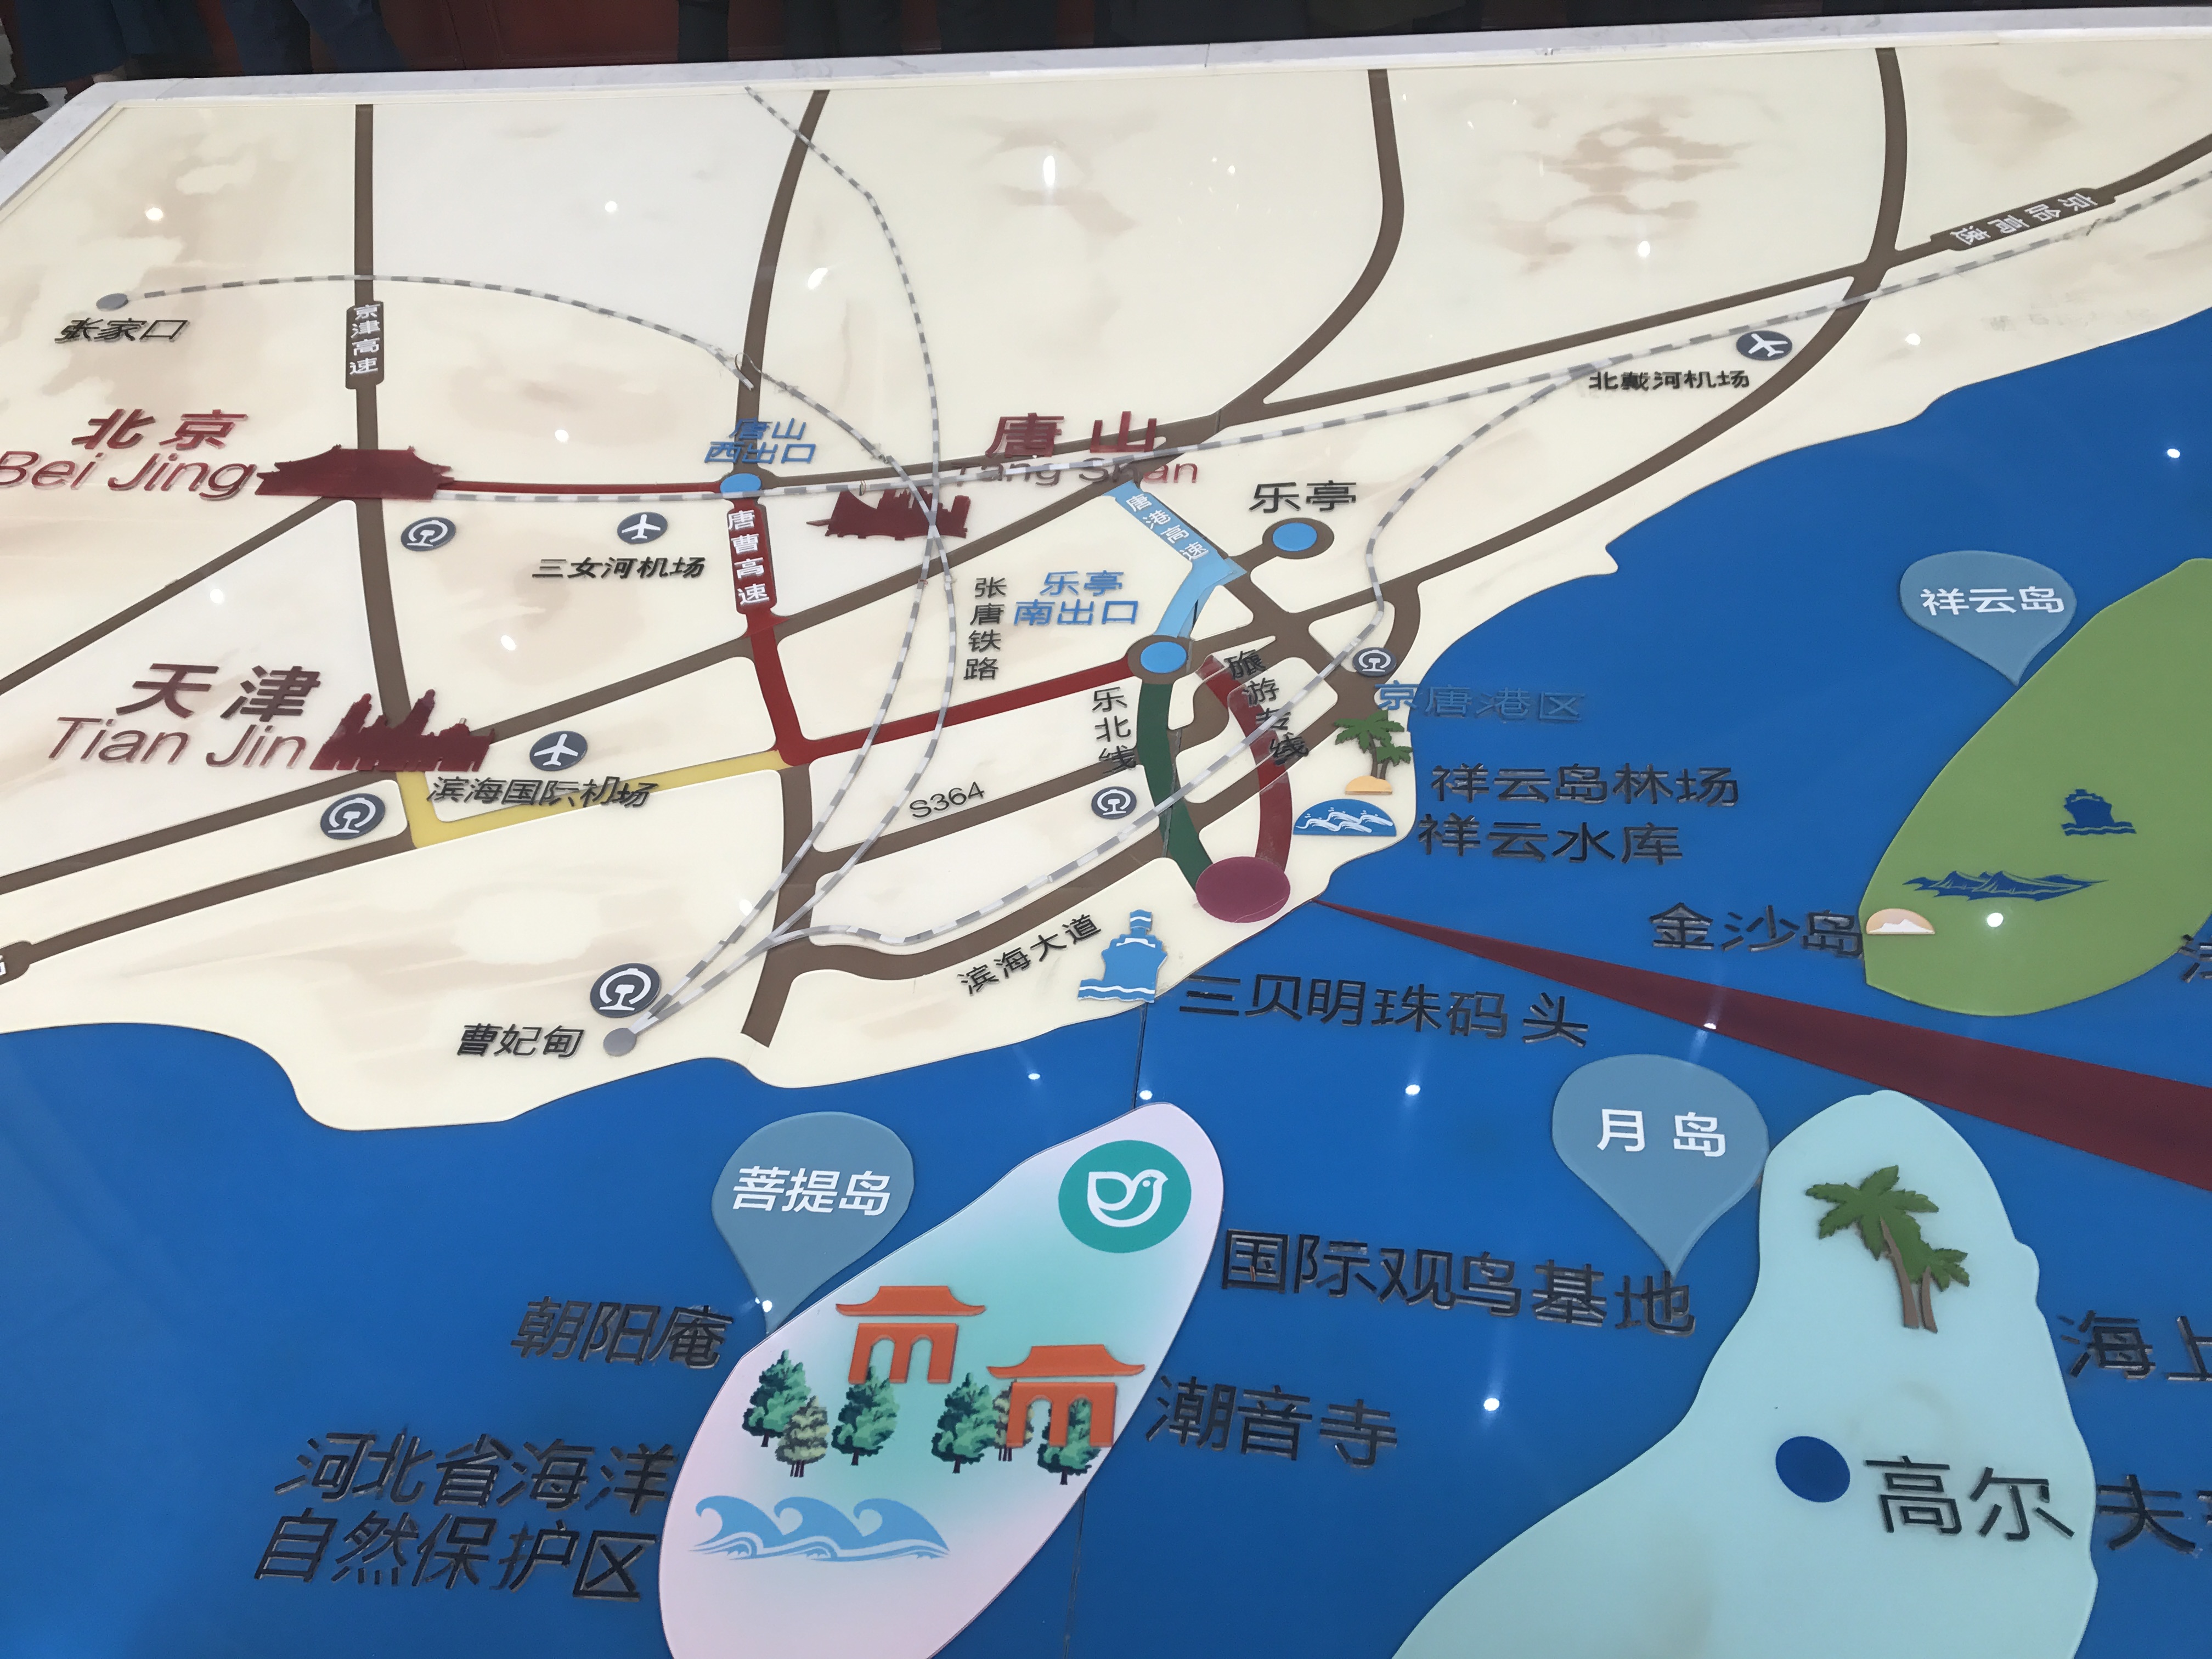 京哈高速
张家口
京津高速
北戴河机场
北京
Bei Jing
唐山
西出口
唐山
Tang Shan
乐亭
唐港高速
唐曹高速
三女河机场
张唐铁路
乐亭
南出口
祥云岛
旅游专线
天津
Tian Jin
乐北线
京唐港区
滨海国际机场
S364
祥云岛林场
祥云水库
金沙岛
滨海大道
三贝明珠码头
曹妃甸
月岛
菩提岛
国际观鸟基地
朝阳庵
海上
潮音寺
河北省海洋
自然保护区
高尔夫